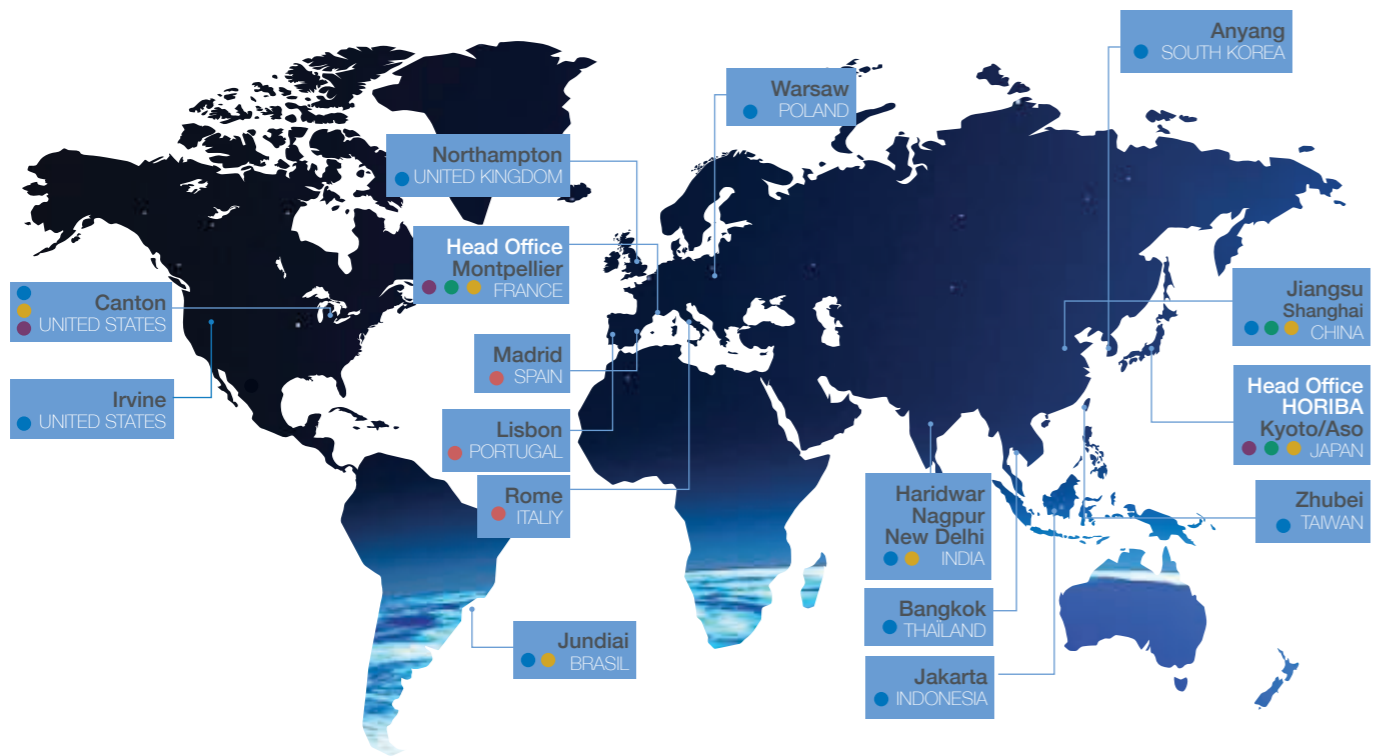 Anyang
SOUTH KOREA
Warsaw
POLAND
Northampton
UNITED KINGDOM
Head Office
Montpellier
FRANCE
Canton
UNITED STATES
Jiangsu
Shanghai
CHINA
Madrid
SPAIN
Irvine
UNITED STATES
Head Office
HORIBA
Kyoto/Aso
JAPAN
Lisbon
PORTUGAL
Rome
ITALIY
Haridwar
Nagpur
New Delhi
INDIA
Zhubei
TAIWAN
Bangkok
THAILAND
Jundiai
BRASIL
Jakarta
INDONESIA